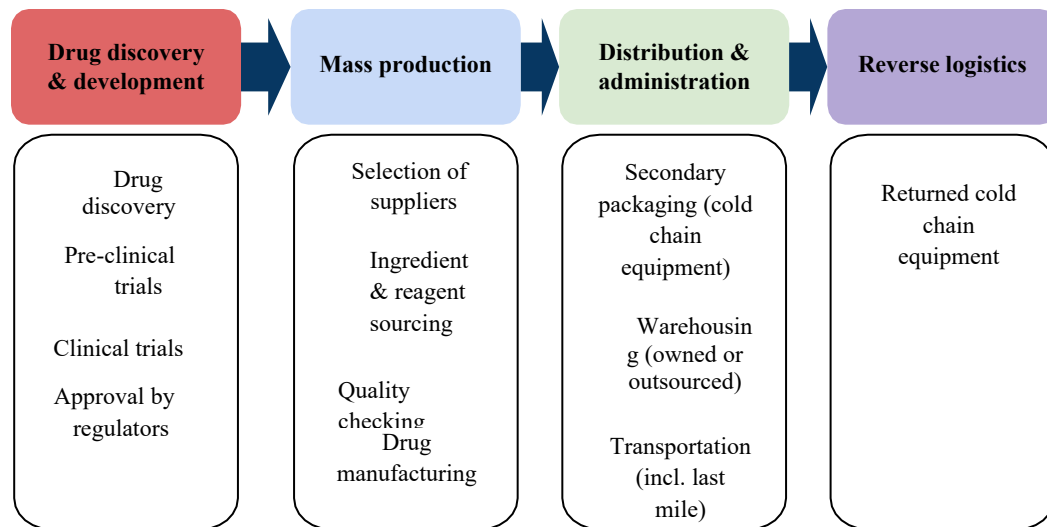 Drug discovery
& development
Mass production
Distribution &
administration
Reverse logistics
Drug
discovery
Pre-clinical
trials
Clinical trials
Approval by
regulators
Selection of
suppliers
Ingredient
& reagent
sourcing
Quality
checking
Drug
manufacturing
Secondary
packaging (cold
chain
equipment)
Warehousin
g (owned or
outsourced)
Transportation
(incl. last
mile)
Returned cold
chain
equipment